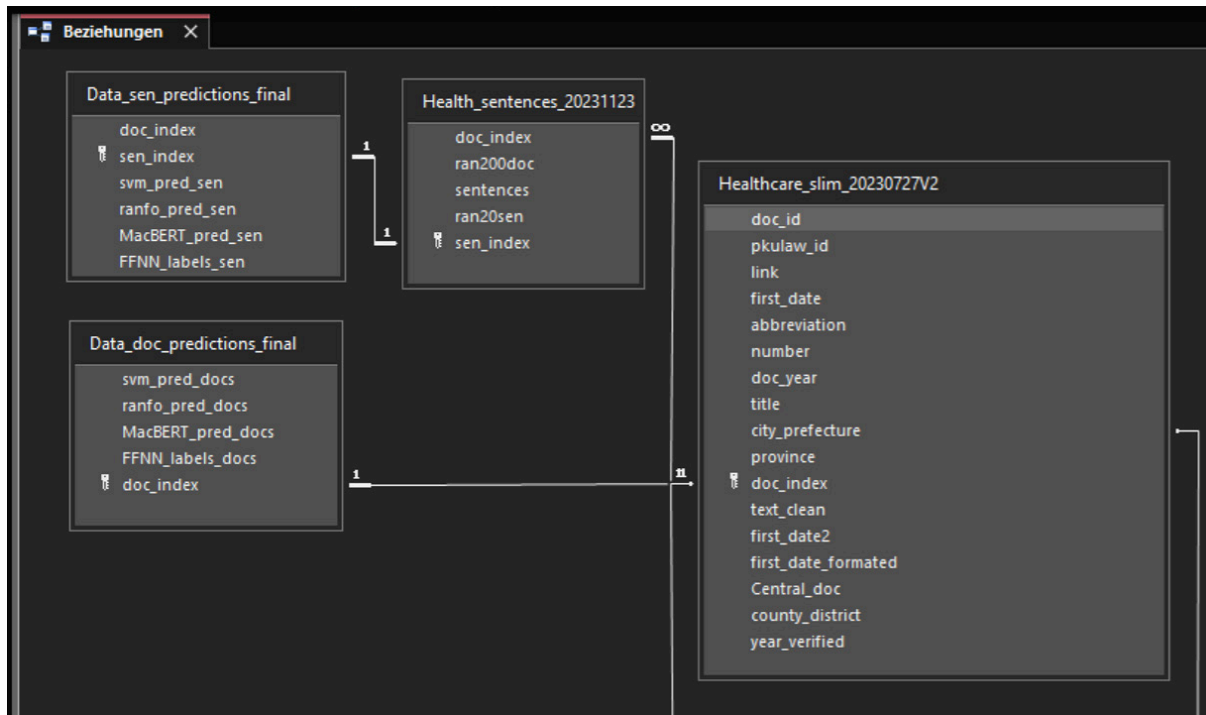 Beziehungen
Data_sen_predictions_final
doc_index
sen_index
svm_pred_sen
ranfo_pred_sen
MacBERT_pred_sen
FFNN_labels_sen
1
1
Health_sentences_20231123
doc_index
ran200doc
sentences
ran20sen
sen_index
∞
Data_doc_predictions_final
svm_pred_docs
ranfo_pred_docs
MacBERT_pred_docs
FFNN_labels_docs
doc_index
1
11
Healthcare_slim_20230727V2
doc_id
pkulaw_id
link
first_date
abbreviation
number
doc_year
title
city_prefecture
province
doc_index
text_clean
first_date2
first_date_formated
Central_doc
county_district
year_verified